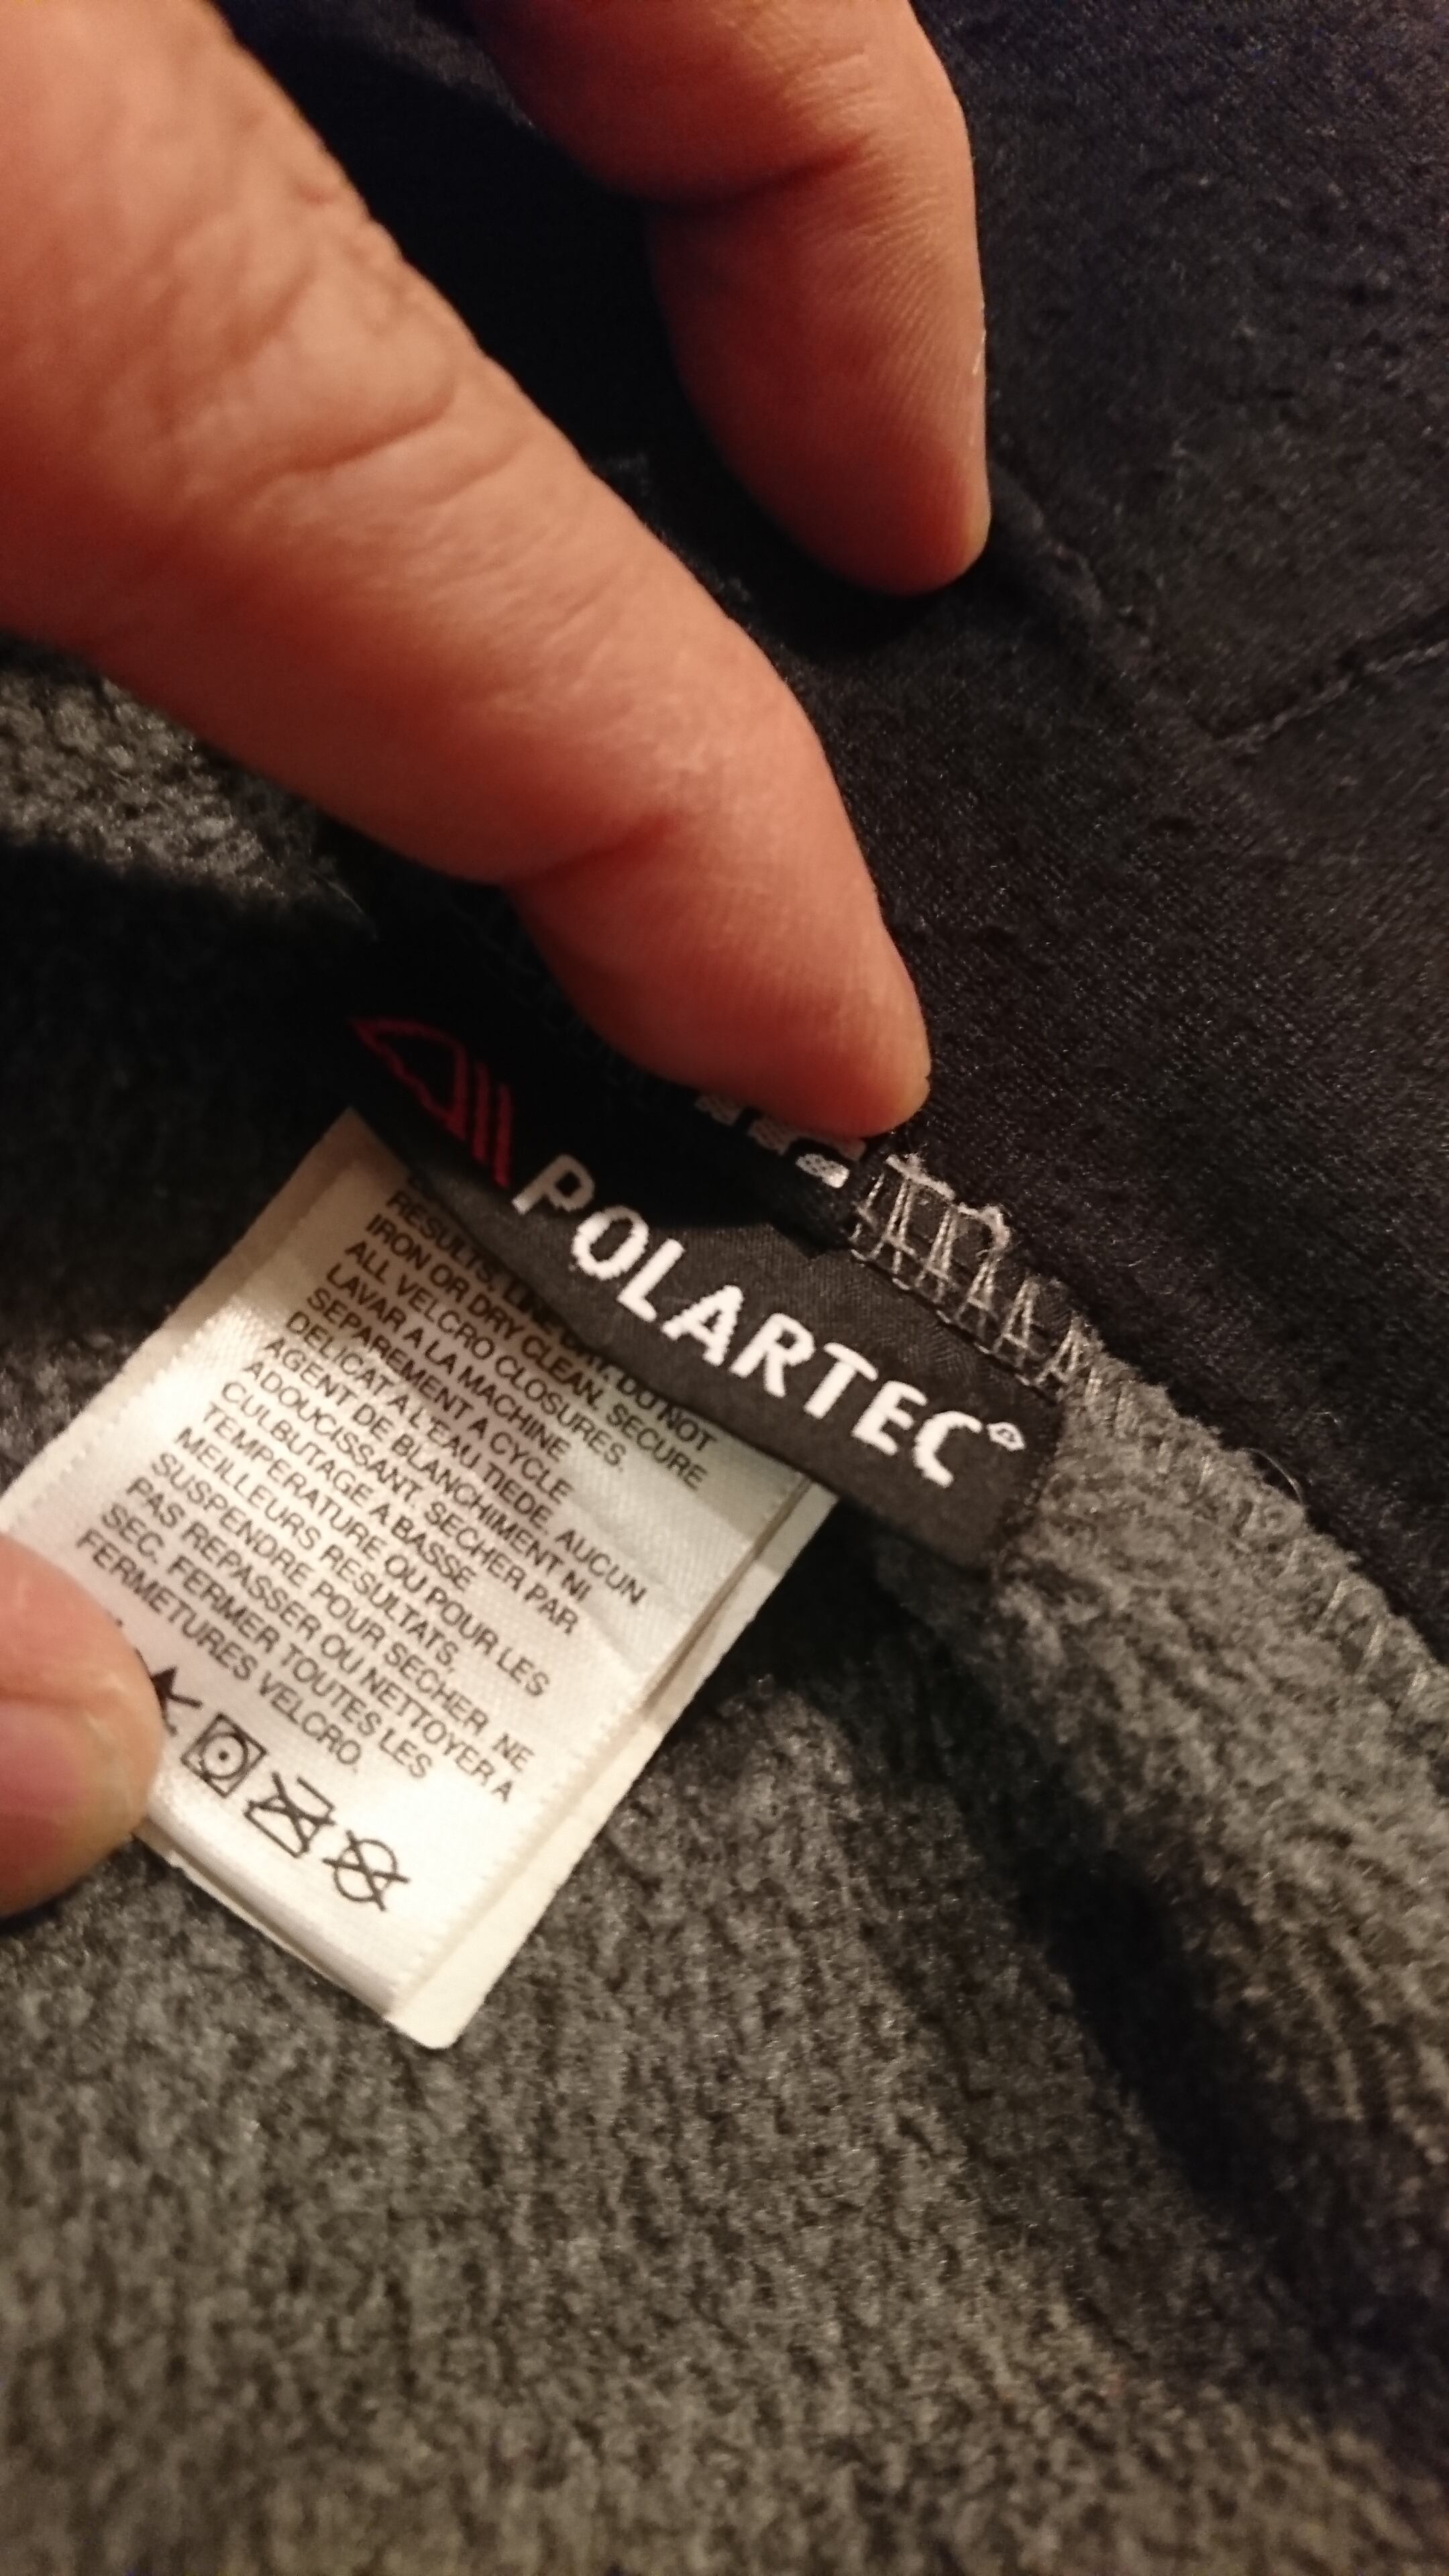 POLARTEC®
RESULTS, LINE DRY. DO NOT
IRON OR DRY CLEAN. SECURE
ALL VELCRO CLOSURES.
LAVAR A LA MACHINE
SEPAREMENT A CYCLE
DELICAT A L'EAU TIEDE. AUCUN
AGENT DE BLANCHIMENT NI
ADOUCISSANT. SECHER PAR
CULBUTAGE A BASSE
TEMPERATURE OU POUR LES
MEILLEURS RESULTATS,
SUSPENDRE POUR SECHER. NE
PAS REPASSER OU NETTOYER A
SEC. FERMER TOUTES LES
FERMETURES VELCRO.